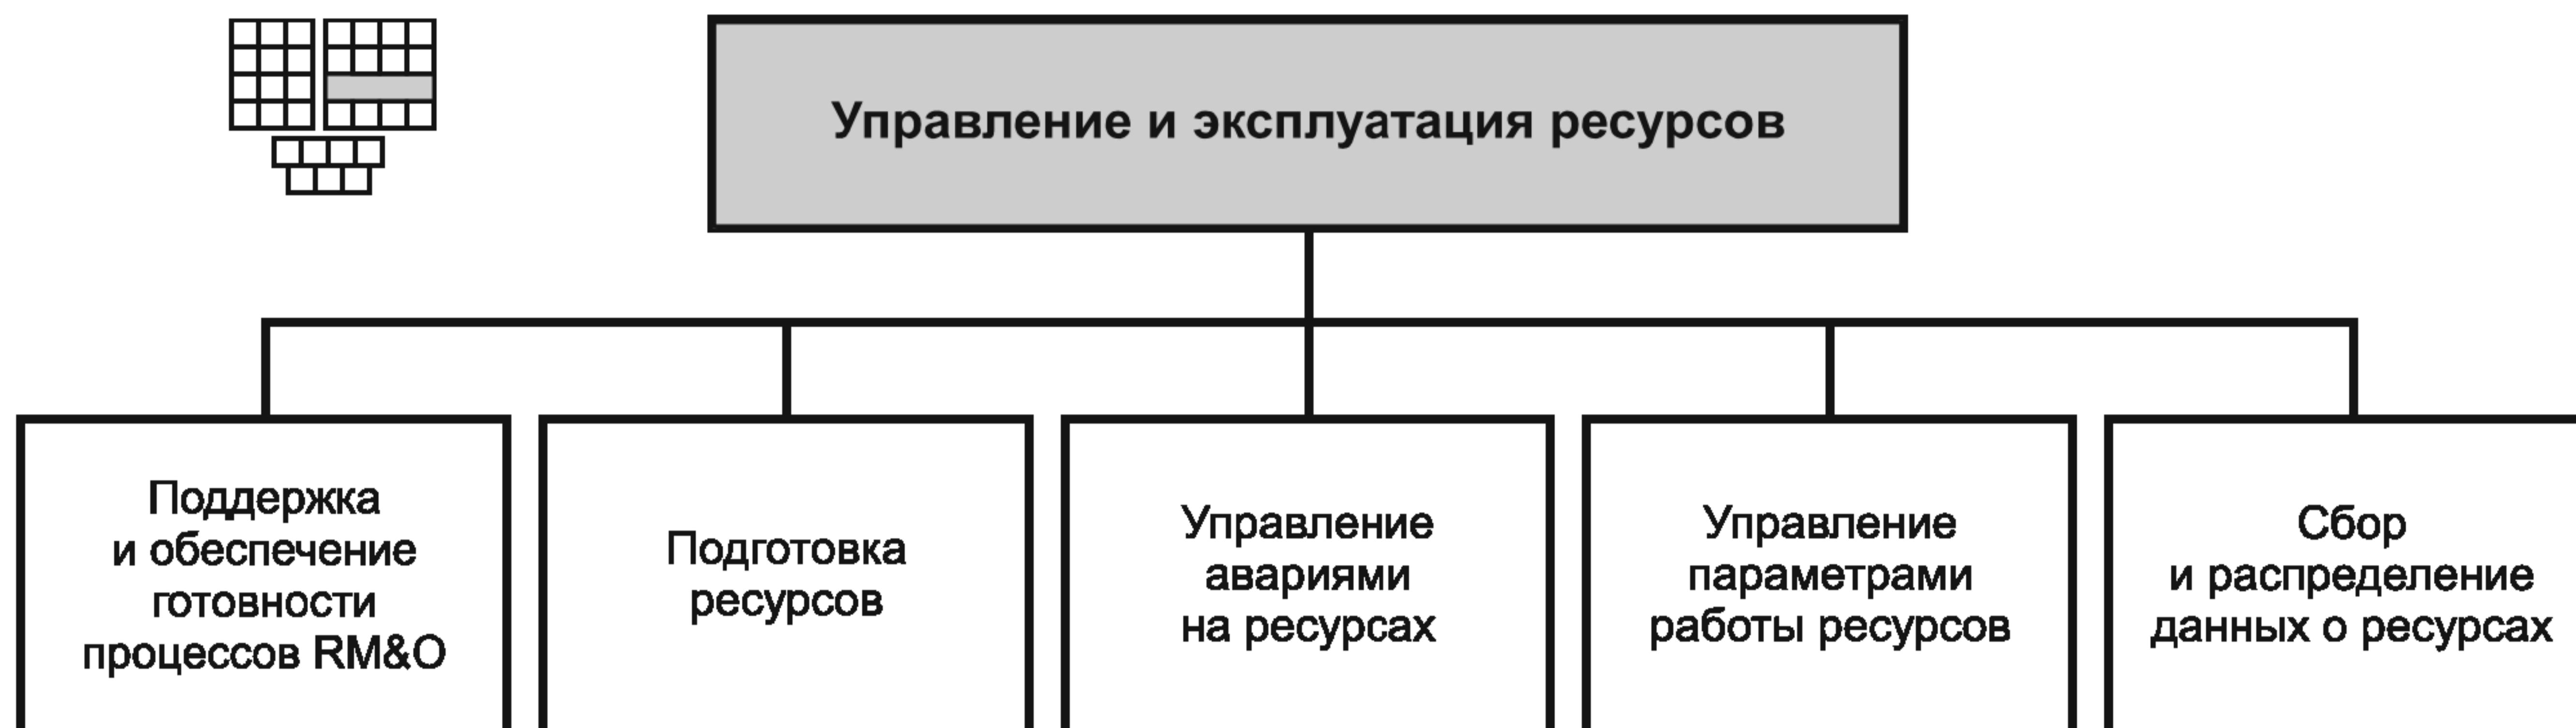 Управление и эксплуатация ресурсов
Поддержка
и обеспечение
готовности
процессов RM&O
Подготовка
ресурсов
Управление
авариями
на ресурсах
Управление
параметрами
работы ресурсов
Сбор
и распределение
данных о ресурсах